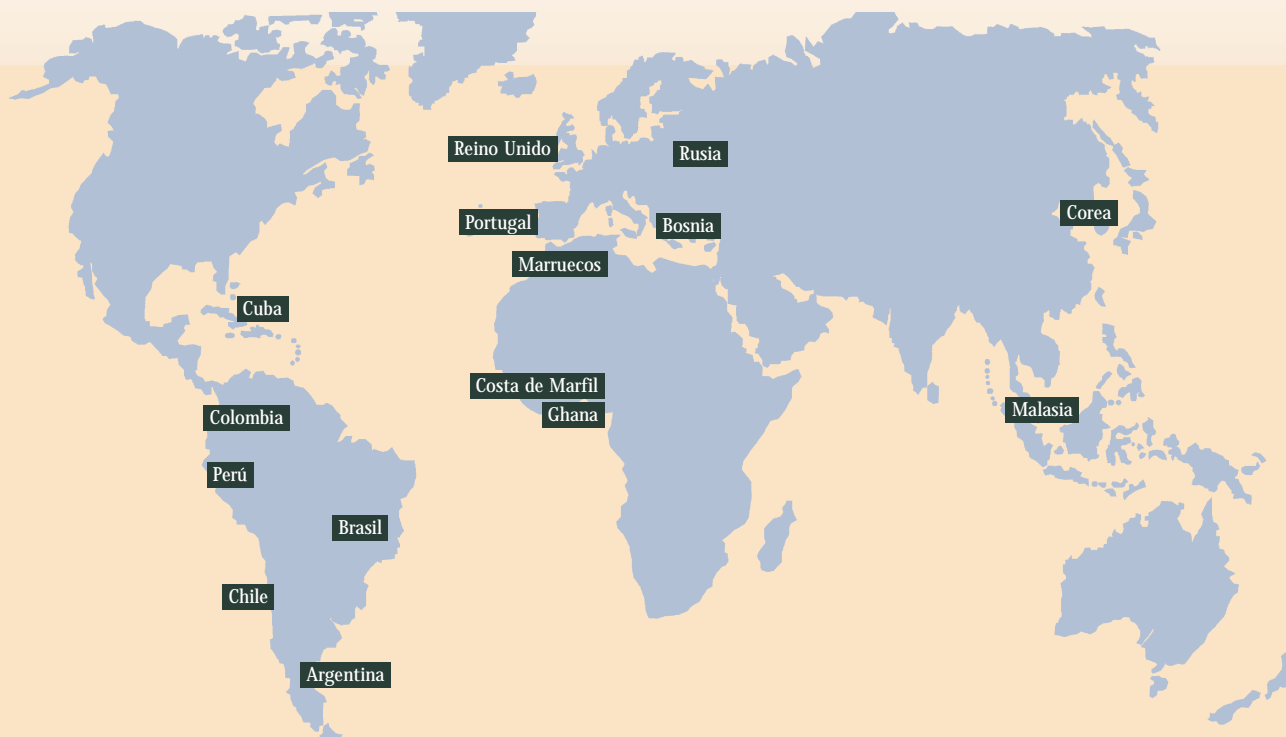 Reino Unido
Rusia
Corea
Portugal
Bosnia
Marruecos
Cuba
Costa de Marfil
Ghana
Malasia
Colombia
Perú
Brasil
Chile
Argentina